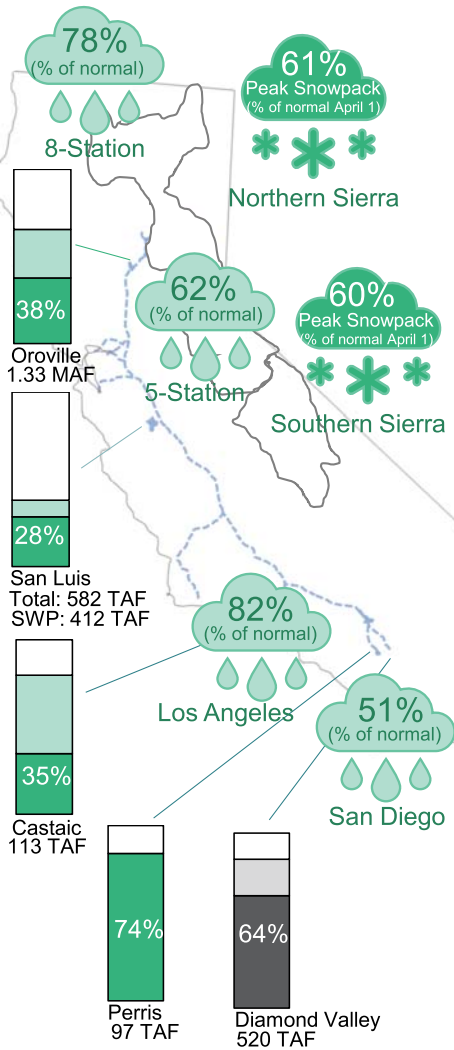 78%
(% of normal)
8-Station
61%
Peak Snowpack
(% of normal April 1)
Northern Sierra
38%
Oroville
1.33 MAF
62%
(% of normal)
5-Station
60%
Peak Snowpack
(% of normal April 1)
Southern Sierra
28%
San Luis
Total: 582 TAF
SWP: 412 TAF
82%
(% of normal)
Los Angeles
51%
(% of normal)
San Diego
35%
Castaic
113 TAF
74%
Perris
97 TAF
64%
Diamond Valley
520 TAF